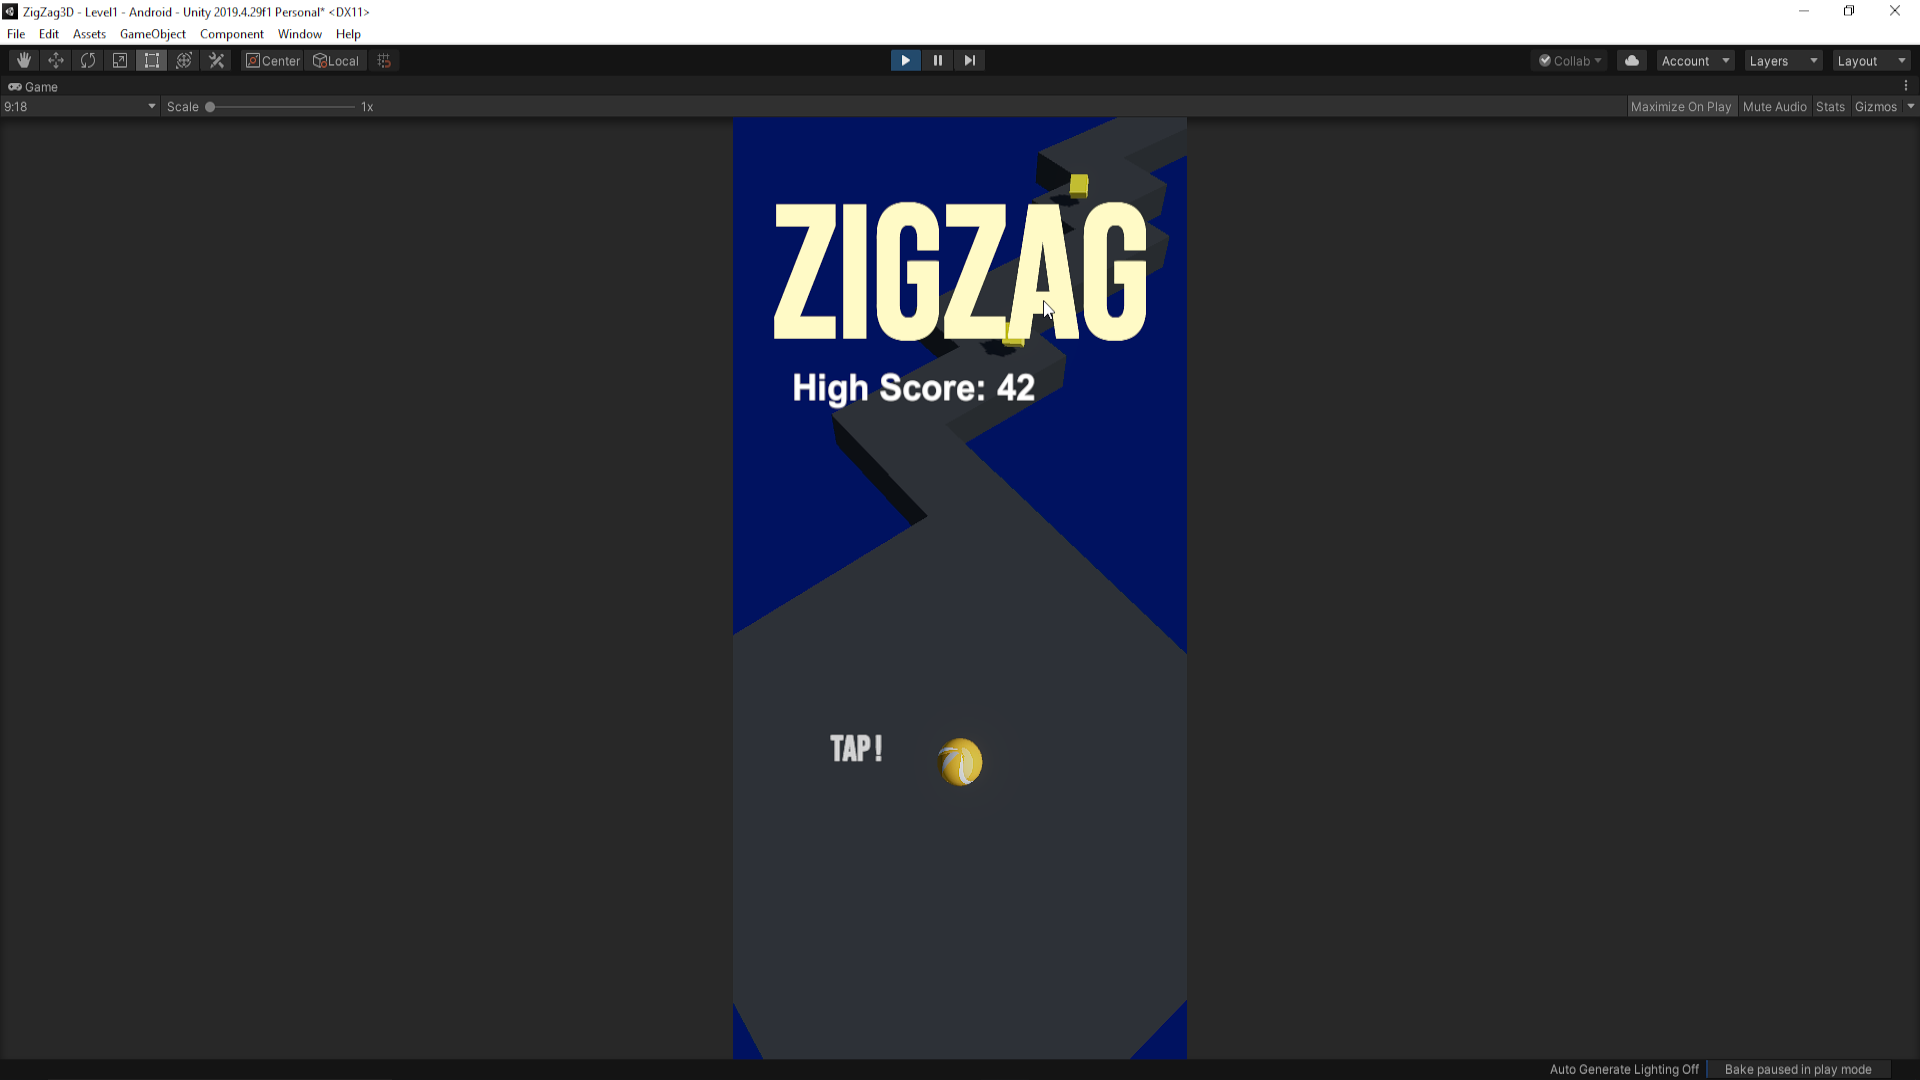 ZigZag3D - Level1 - Android - Unity 2019.4.29f1 Personal* <DX11>
File Edit Assets GameObject Component Window Help
Center Local Collab Account Layers Layout
Game
9:18 Scale 1x Maximize On Play Mute Audio Stats Gizmos
ZIGZAG
High Score: 42
TAP!
Auto Generate Lighting Off Bake paused in play mode